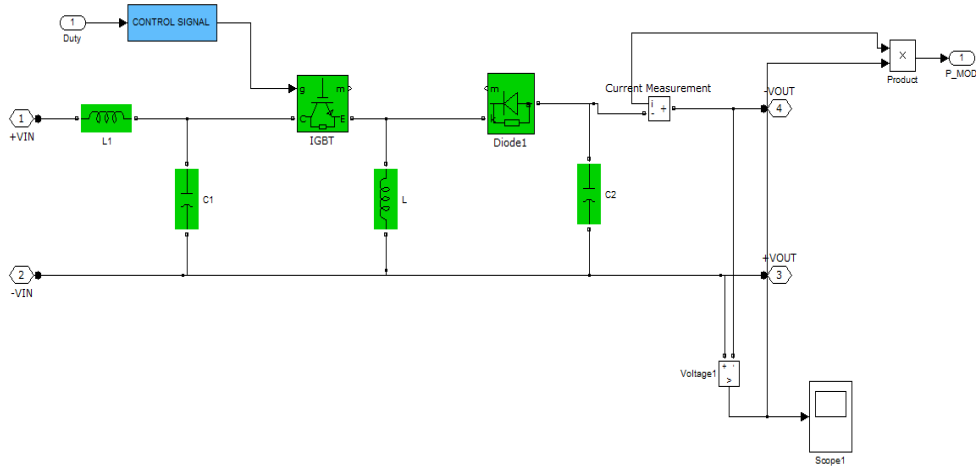 1
Duty
CONTROL SIGNAL
X
Product
1
P_MOD
g
m
C
E
IGBT
m
k
a
Diode1
Current Measurement
i
+
-
-VOUT
4
1
+VIN
L1
C1
L
C2
2
-VIN
+VOUT
3
Voltage1
+
-
>
Scope1